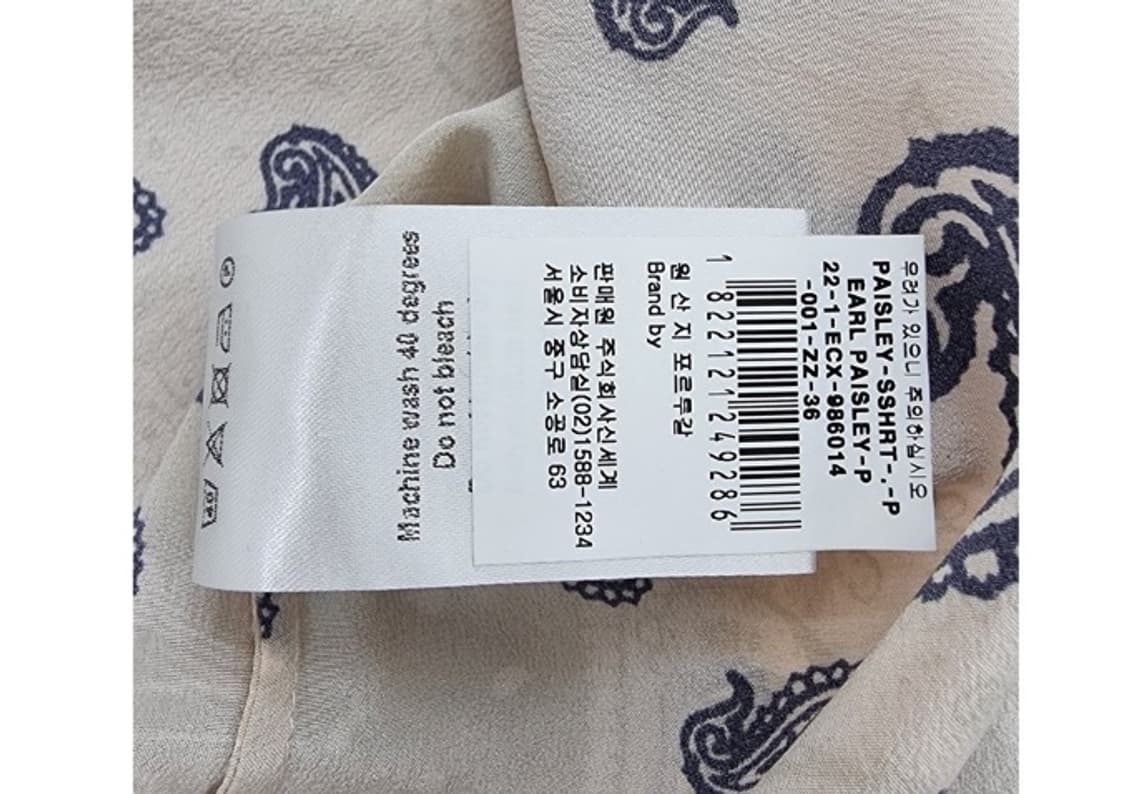 우려가 있으니 주의하십시오
PAISLEY-SSHRT-.-P
EARL PAISLEY-P
22-1-ECX-986014
-001-ZZ-36
1 822121 249286
원 산 지 포르투갈
Brand by
판매원 주식회사신세계
소비자상담실(02)1588-1234
서울시 중구 소공로 63
Do not bleach
Machine wash 40 degrees